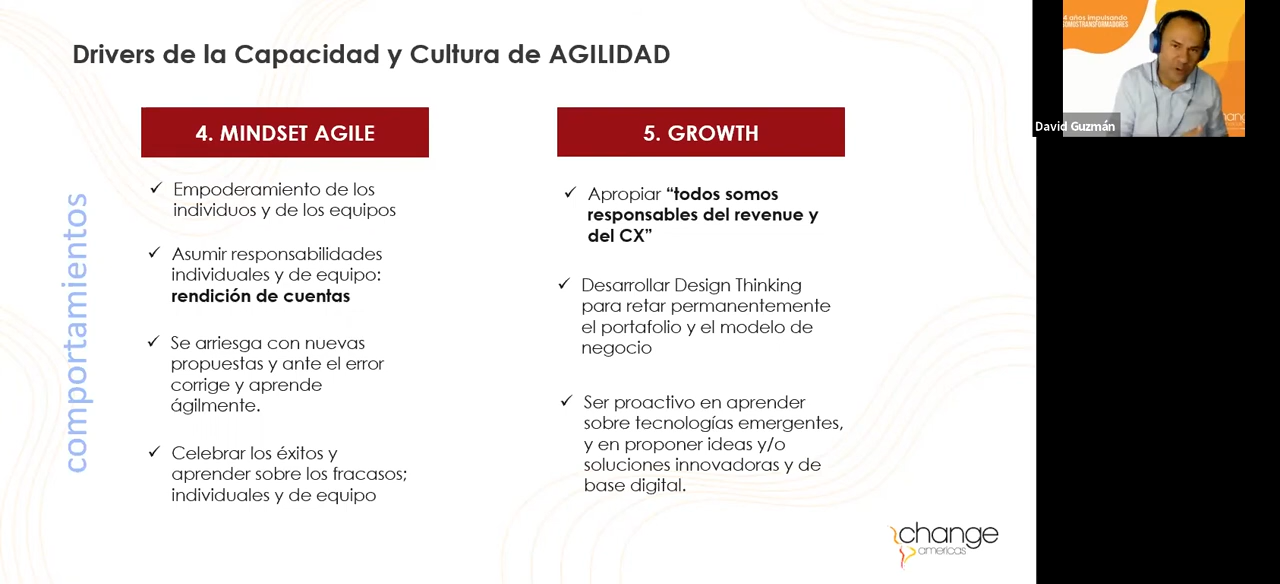 Drivers de la Capacidad y Cultura de AGILIDAD
comportamientos
4. MINDSET AGILE
Empoderamiento de los
individuos y de los equipos
Asumir responsabilidades
individuales y de equipo:
rendición de cuentas
Se arriesga con nuevas
propuestas y ante el error
corrige y aprende
ágilmente.
Celebrar los éxitos y
aprender sobre los fracasos;
individuales y de equipo
5. GROWTH
Apropiar “todos somos
responsables del revenue y
del CX”
Desarrollar Design Thinking
para retar permanentemente
el portafolio y el modelo de
negocio
Ser proactivo en aprender
sobre tecnologías emergentes,
y en proponer ideas y/o
soluciones innovadoras y de
base digital.
change
americas
4 años impulsando
SOMOSTRANSFORMADORES
David Guzmán